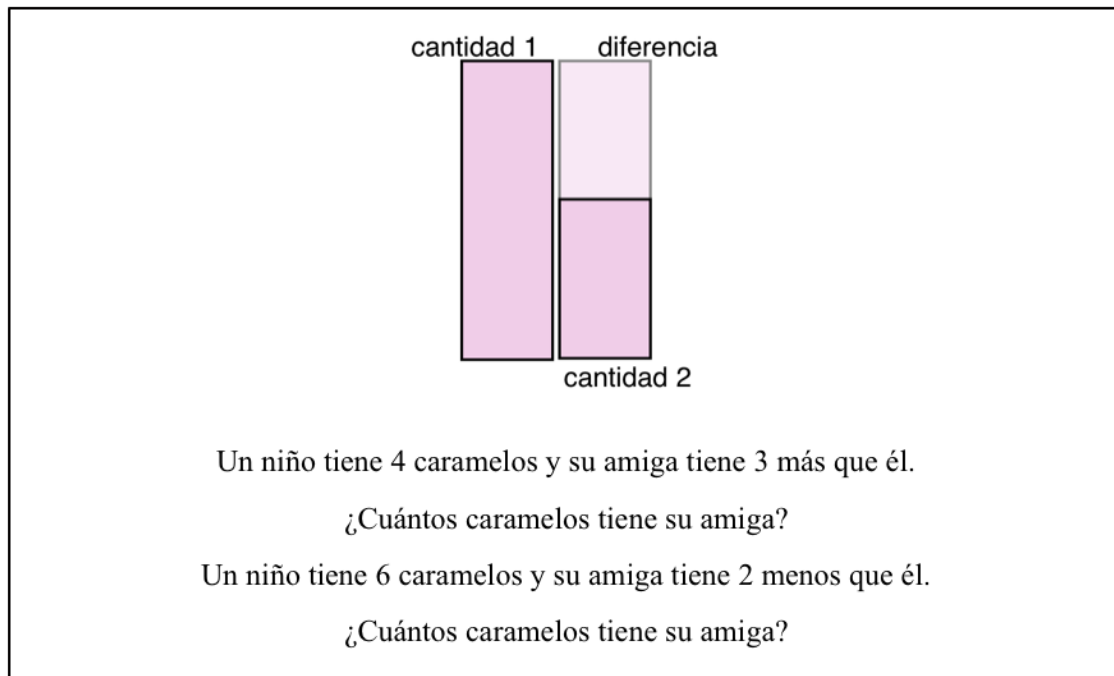 cantidad 1
diferencia
cantidad 2
Un niño tiene 4 caramelos y su amiga tiene 3 más que él.
¿Cuántos caramelos tiene su amiga?
Un niño tiene 6 caramelos y su amiga tiene 2 menos que él.
¿Cuántos caramelos tiene su amiga?